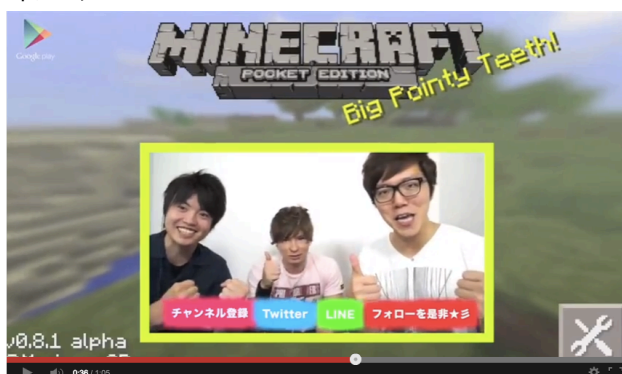 Google play
MINECRAFT
POCKET EDITION
Big Pointy Teeth!
チャンネル登録 Twitter LINE フォローを是非★彡
v0.8.1 alpha
0:36 / 1:05